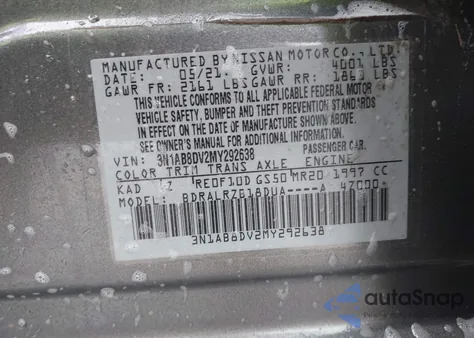 MANUFACTURED BY NISSAN MOTOR CO., LTD.
DATE: 05/21 GVWR: 4001 LBS
GAWR FR: 2161 LBS GAWR RR: 1863 LBS
THIS VEHICLE CONFORMS TO ALL APPLICABLE FEDERAL MOTOR
VEHICLE SAFETY, BUMPER AND THEFT PREVENTION STANDARDS
IN EFFECT ON THE DATE OF MANUFACTURE SHOWN ABOVE.
SEE OWNER'S MANUAL FOR ADDITIONAL INFORMATION.
VIN: 3N1AB8DV2MY292638 PASSENGER CAR.
COLOR TRIM TRANS AXLE ENGINE
KAD Z RE0F10D GS50 MR20 1997 CC
MODEL: BDRALRZB18DUA----A 4Z000
3N1AB8DV2MY292638
autoSnap